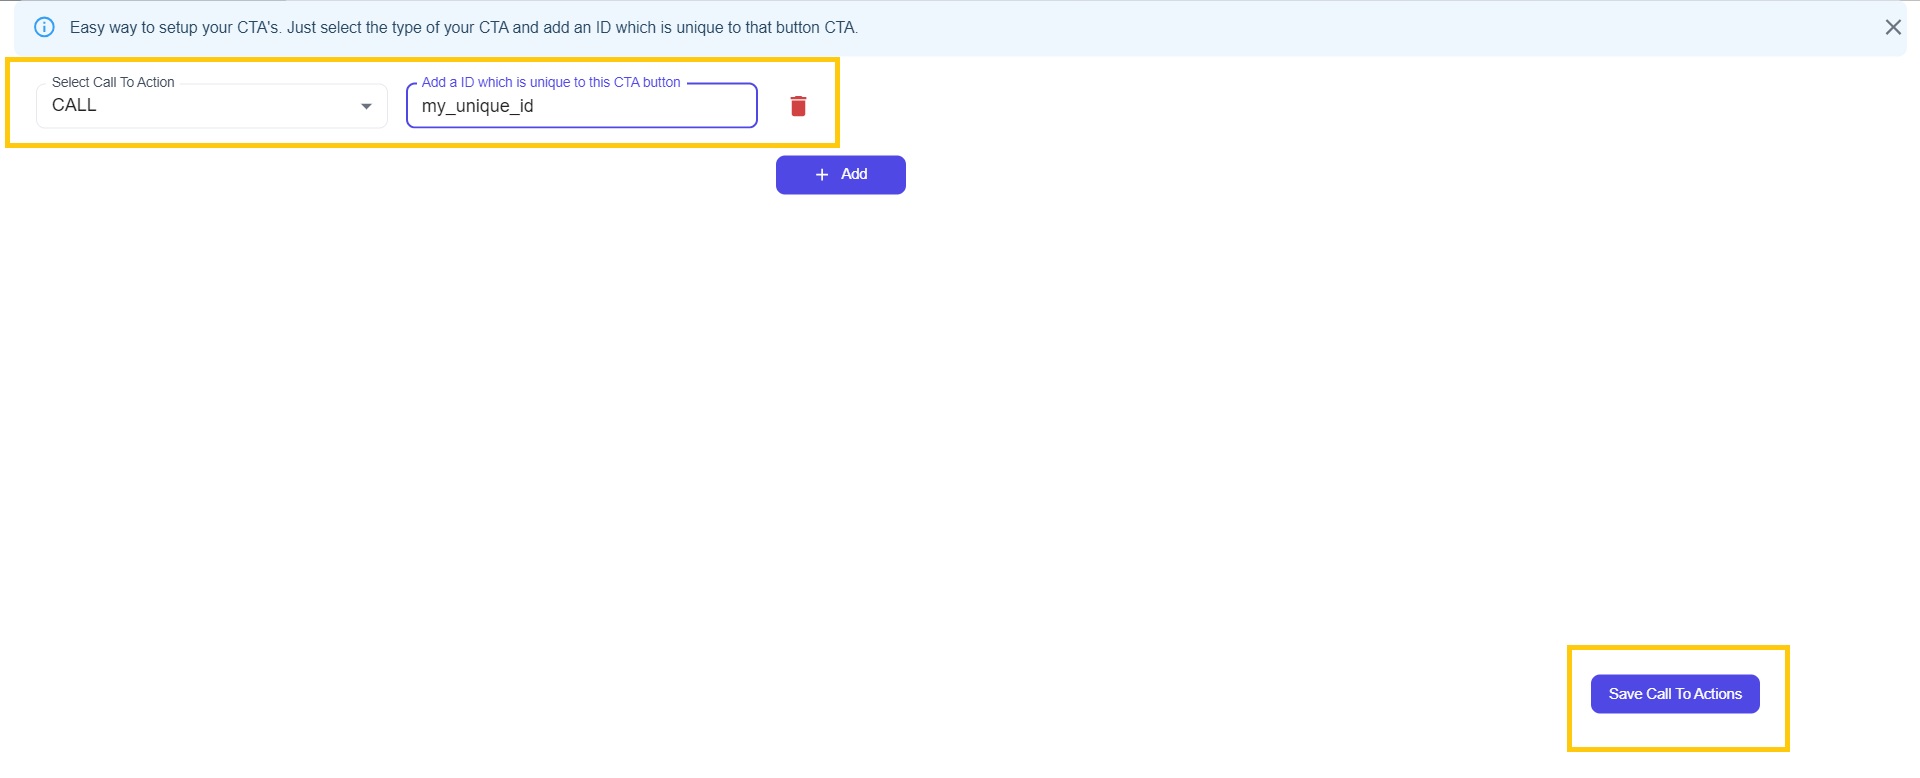 Easy way to setup your CTA's. Just select the type of your CTA and add an ID which is unique to that button CTA.
Select Call To Action
CALL
Add a ID which is unique to this CTA button
my_unique_id
+ Add
Save Call To Actions